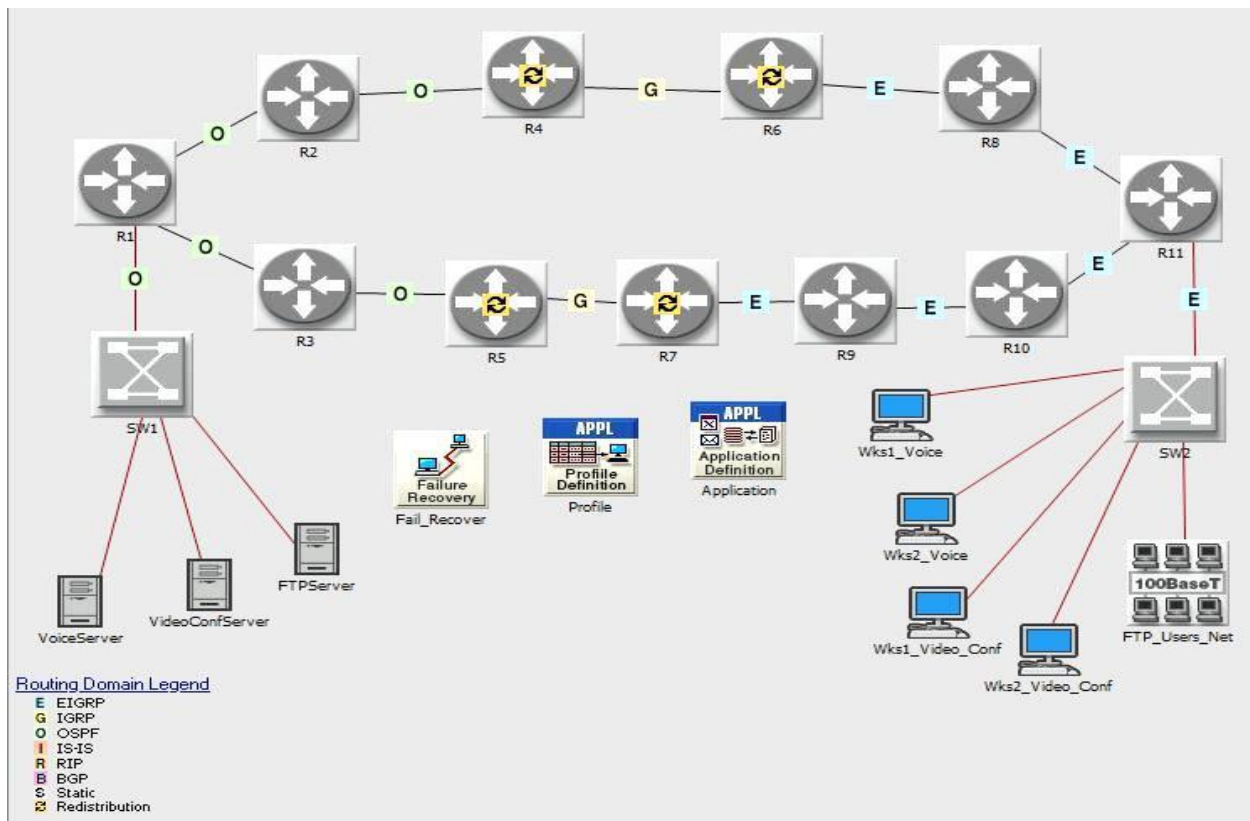 O
G
E
R4
R6
O
R8
R2
O
E
R1
R11
O
O
O
G
E
E
E
E
R3
R5
R7
R9
R10
SW1
Wks1_Voice
SW2
APPL
Failure
Recovery
Fail_Recover
APPL
Profiile
Definition
Profile
APPL
Application
Definition
Application
Wks2_Voice
FTPServer
VideoConfServer
VoiceServer
100BaseT
FTP_Users_Net
Wks1_Video_Conf
Wks2_Video_Conf
Routing Domain Legend
E EIGRP
G IGRP
O OSPF
I IS-IS
R RIP
B BGP
S Static
Redistribution